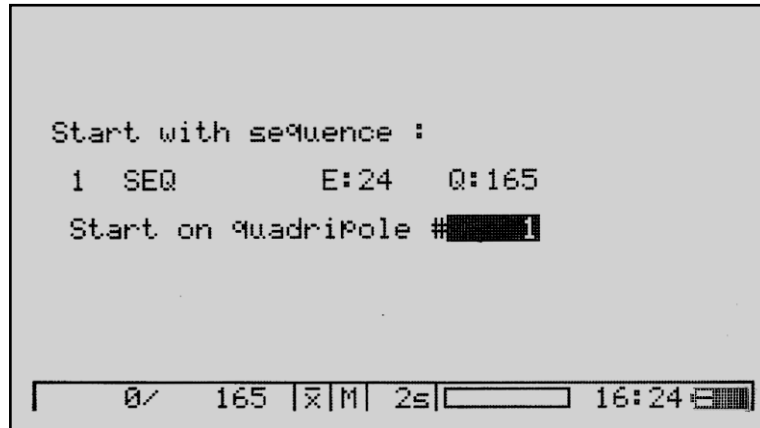 Start with sequence :
1 SEQ E:24 Q:165
Start on quadripole # 1
0/ 165 x̅ M 2s 16:24